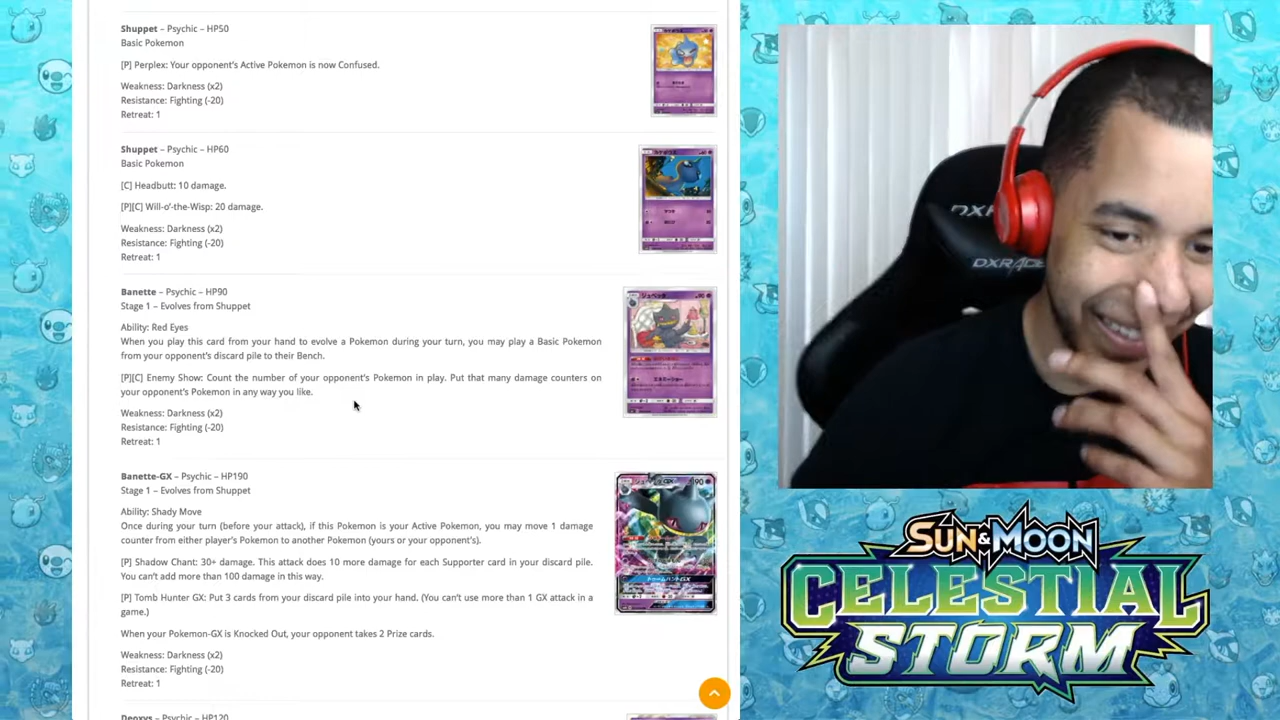 Shuppet – Psychic – HP50
Basic Pokemon
[P] Perplex: Your opponent's Active Pokemon is now Confused.
Weakness: Darkness (x2)
Resistance: Fighting (-20)
Retreat: 1
Shuppet – Psychic – HP60
Basic Pokemon
[C] Headbutt: 10 damage.
[P][C] Will-o'-the-Wisp: 20 damage.
Weakness: Darkness (x2)
Resistance: Fighting (-20)
Retreat: 1
Banette – Psychic – HP90
Stage 1 – Evolves from Shuppet
Ability: Red Eyes
When you play this card from your hand to evolve a Pokemon during your turn, you may play a Basic Pokemon
from your opponent's discard pile to their Bench.
[P][C] Enemy Show: Count the number of your opponent's Pokemon in play. Put that many damage counters on
your opponent's Pokemon in any way you like.
Weakness: Darkness (x2)
Resistance: Fighting (-20)
Retreat: 1
Banette-GX – Psychic – HP190
Stage 1 – Evolves from Shuppet
Ability: Shady Move
Once during your turn (before your attack), if this Pokemon is your Active Pokemon, you may move 1 damage
counter from either player's Pokemon to another Pokemon (yours or your opponent's).
[P] Shadow Chant: 30+ damage. This attack does 10 more damage for each Supporter card in your discard pile.
You can't add more than 100 damage in this way.
[P] Tomb Hunter GX: Put 3 cards from your discard pile into your hand. (You can't use more than 1 GX attack in a
game.)
When your Pokemon-GX is Knocked Out, your opponent takes 2 Prize cards.
Weakness: Darkness (x2)
Resistance: Fighting (-20)
Retreat: 1
Deoxys – Psychic – HP120
DXRACER
SUN & MOON
CELESTIAL
STORM